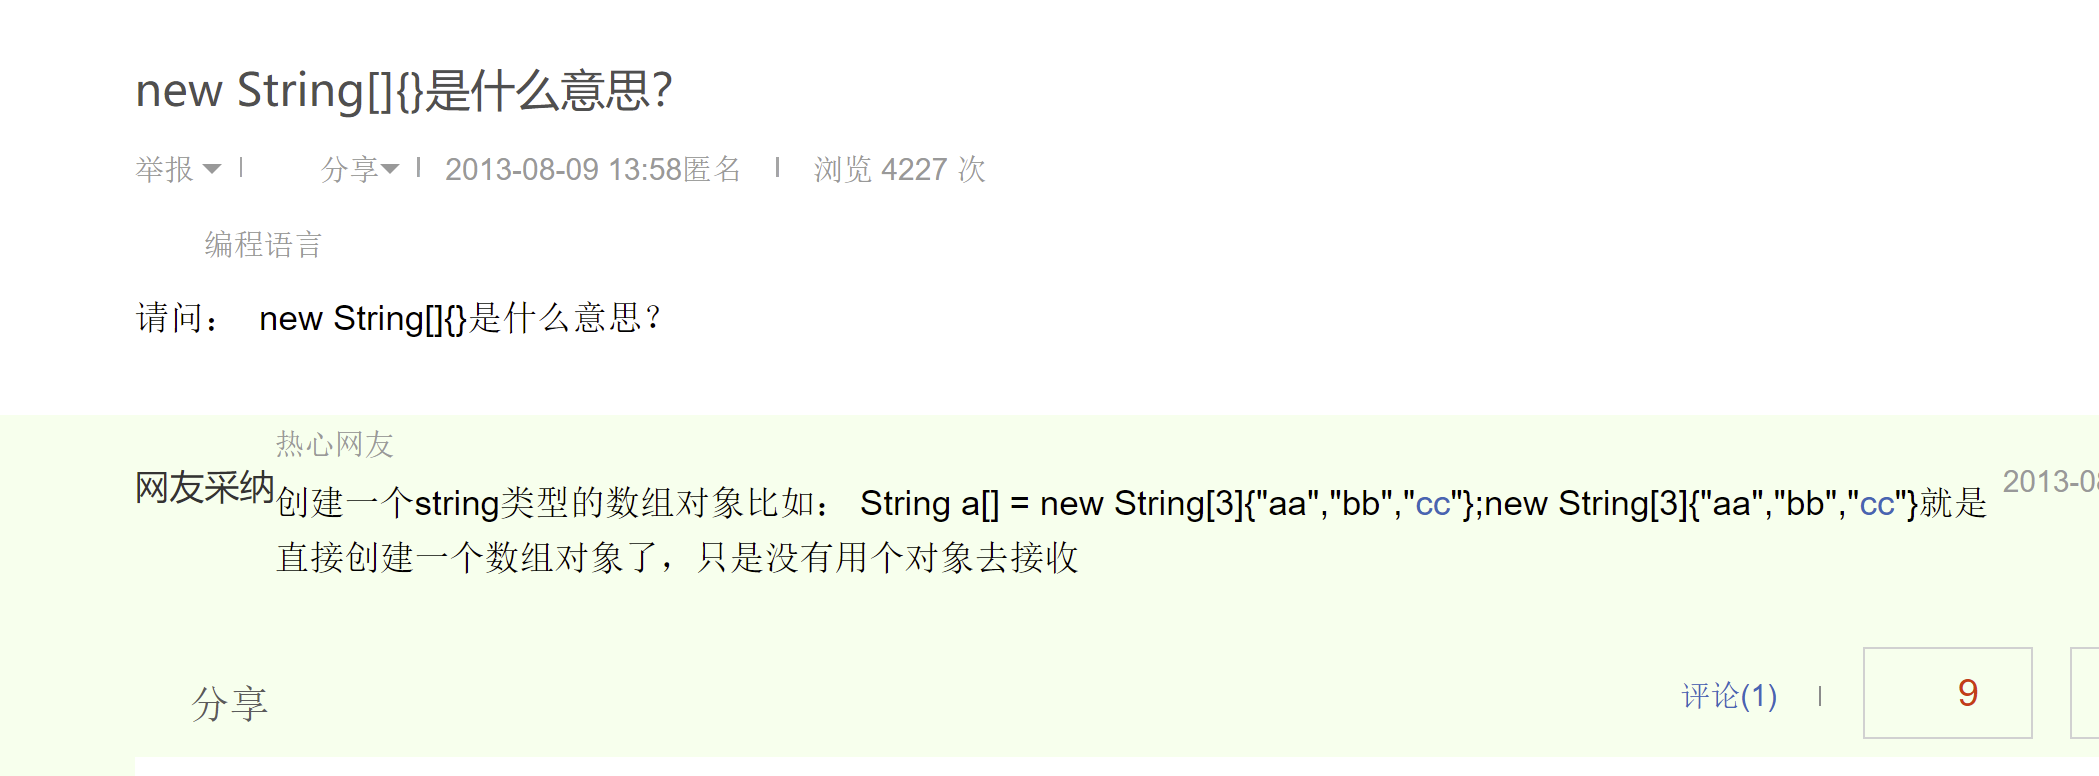 new String[]{}是什么意思?
举报 | 分享 | 2013-08-09 13:58匿名 | 浏览 4227 次
编程语言
请问： new String[]{}是什么意思?
热心网友
网友采纳
2013-08
创建一个string类型的数组对象比如： String a[] = new String[3]{"aa","bb","cc"};new String[3]{"aa","bb","cc"}就是
直接创建一个数组对象了，只是没有用个对象去接收
分享
评论(1) | 9